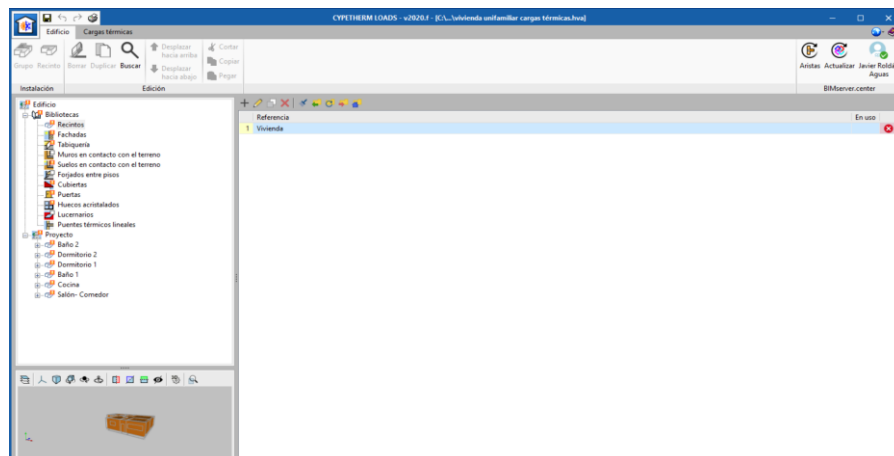 CYPETHERM LOADS - v2020.f - [C:\...\vivienda unifamiliar cargas térmicas.hva]
Edificio Cargas térmicas
Grupo Recinto Borrar Duplicar Buscar
Desplazar hacia arriba
Desplazar hacia abajo
Cortar
Copiar
Pegar
Aristas Actualizar Javier Roldá
Aguas
Instalación Edición BIMserver.center
Edificio
Bibliotecas
Recintos
Fachadas
Tabiquería
Muros en contacto con el terreno
Suelos en contacto con el terreno
Forjados entre pisos
Cubiertas
Puertas
Huecos acristalados
Lucernarios
Puentes térmicos lineales
Proyecto
Baño 2
Dormitorio 2
Dormitorio 1
Baño 1
Cocina
Salón- Comedor
Referencia En uso
1 Vivienda